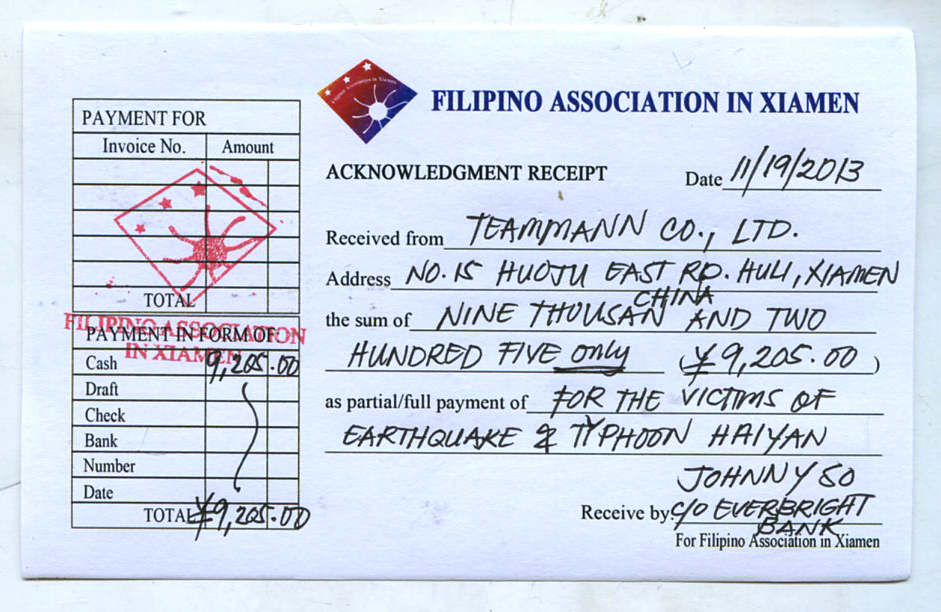 Filipino Association in Xiamen
FILIPINO ASSOCIATION IN XIAMEN
PAYMENT FOR
Invoice No. Amount
TOTAL
FILIPINO ASSOCIATION
IN XIAMEN
PAYMENT IN FORM OF
Cash 9,205.00
Draft
Check
Bank
Number
Date
TOTAL ¥9,205.00
ACKNOWLEDGMENT RECEIPT
Date 11/19/2013
Received from TEAMMANN CO., LTD.
Address NO. 15 HUOJU EAST RD. HULI, XIAMEN
CHINA
the sum of NINE THOUSAN AND TWO
HUNDRED FIVE only (¥9,205.00)
as partial/full payment of FOR THE VICTIMS OF
EARTHQUAKE & TYPHOON HAIYAN
JOHNNY SO
Receive by C/O EVERBRIGHT
BANK
For Filipino Association in Xiamen